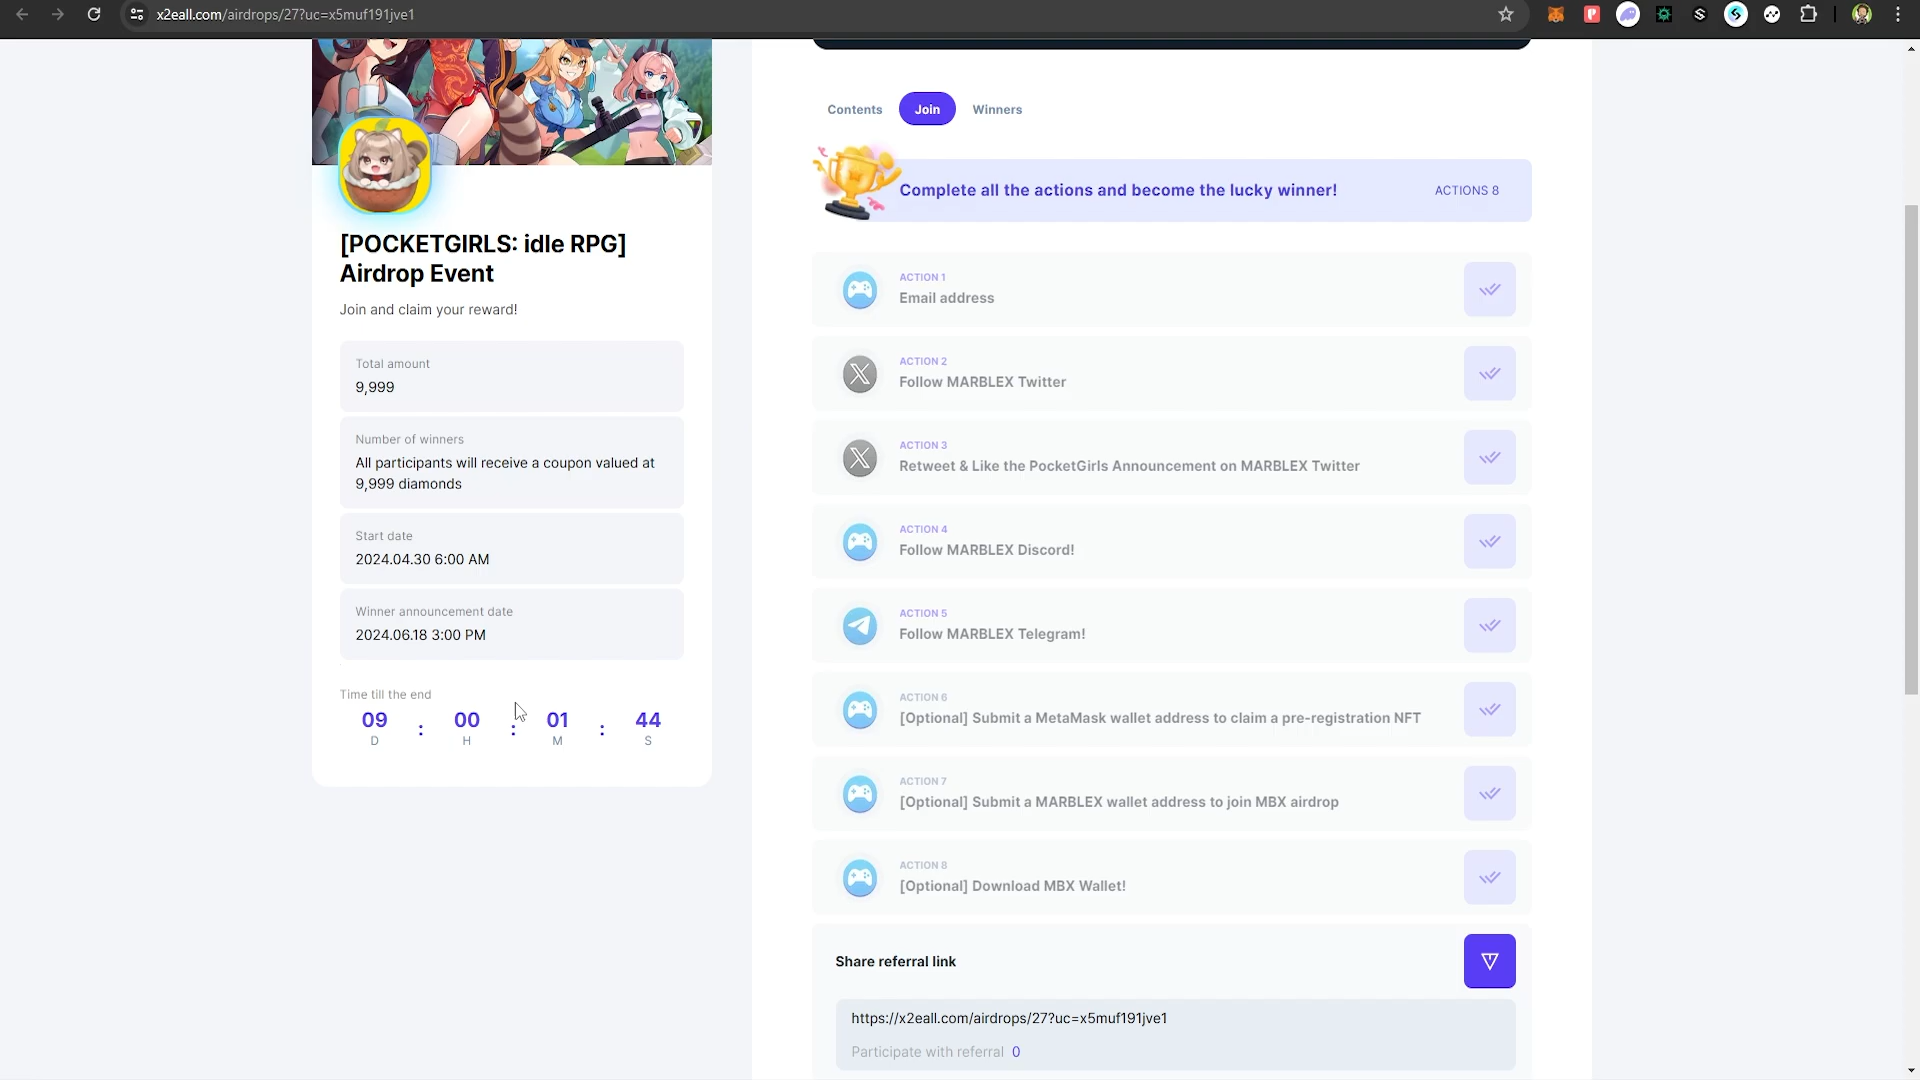 x2eall.com/airdrops/27?uc=x5muf191jve1
[POCKETGIRLS: idle RPG]
Airdrop Event
Join and claim your reward!
Total amount
9,999
Number of winners
All participants will receive a coupon valued at
9,999 diamonds
Start date
2024.04.30 6:00 AM
Winner announcement date
2024.06.18 3:00 PM
Time till the end
09 : 00 : 01 : 44
D H M S
Contents Join Winners
Complete all the actions and become the lucky winner! ACTIONS 8
ACTION 1
Email address
ACTION 2
Follow MARBLEX Twitter
ACTION 3
Retweet & Like the PocketGirls Announcement on MARBLEX Twitter
ACTION 4
Follow MARBLEX Discord!
ACTION 5
Follow MARBLEX Telegram!
ACTION 6
[Optional] Submit a MetaMask wallet address to claim a pre-registration NFT
ACTION 7
[Optional] Submit a MARBLEX wallet address to join MBX airdrop
ACTION 8
[Optional] Download MBX Wallet!
Share referral link
https://x2eall.com/airdrops/27?uc=x5muf191jve1
Participate with referral 0